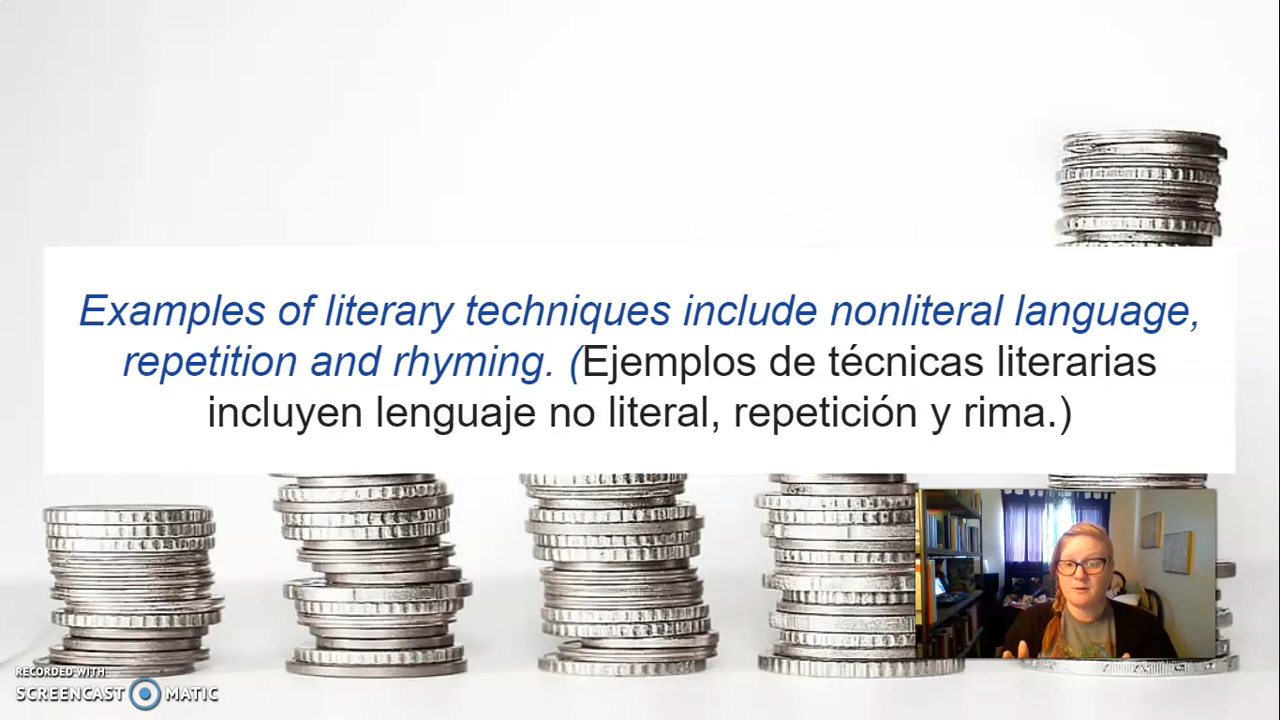 Examples of literary techniques include nonliteral language,
repetition and rhyming. (Ejemplos de técnicas literarias
incluyen lenguaje no literal, repetición y rima.)
RECORDED WITH
SCREENCAST MATIC